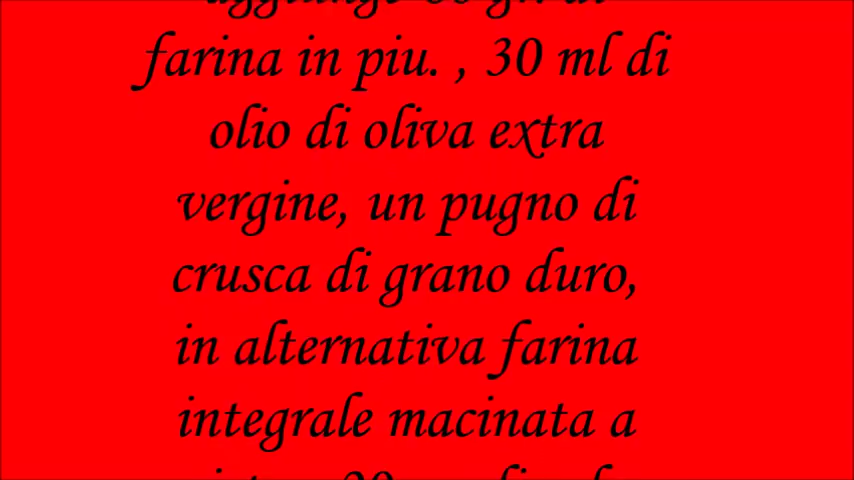 farina in piu. , 30 ml di
olio di oliva extra
vergine, un pugno di
crusca di grano duro,
in alternativa farina
integrale macinata a